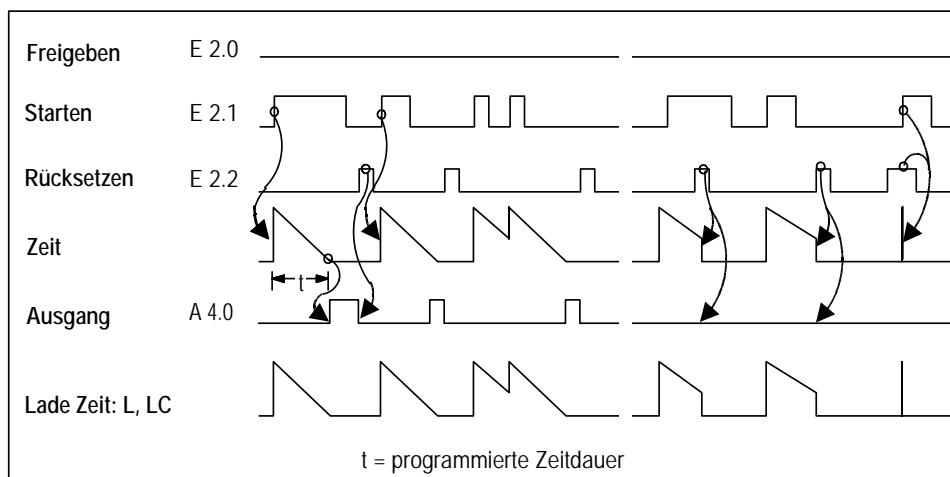 Freigeben E 2.0
Starten E 2.1
Rücksetzen E 2.2
Zeit
t
Ausgang A 4.0
Lade Zeit: L, LC
t = programmierte Zeitdauer